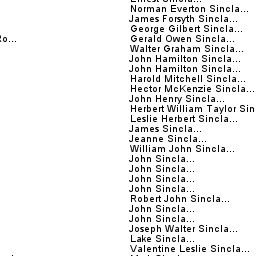 Norman Everton Sincla...
James Forsyth Sincla...
George Gilbert Sincla...
Ro...
Gerald Owen Sincla...
Walter Graham Sincla...
John Hamilton Sincla...
John Hamilton Sincla...
Harold Mitchell Sincla...
Hector McKenzie Sincla...
John Henry Sincla...
Herbert William Taylor Sin
Leslie Herbert Sincla...
James Sincla...
Jeanne Sincla...
William John Sincla...
John Sincla...
John Sincla...
John Sincla...
John Sincla...
Robert John Sincla...
John Sincla...
John Sincla...
Joseph Walter Sincla...
Lake Sincla...
Valentine Leslie Sincla...